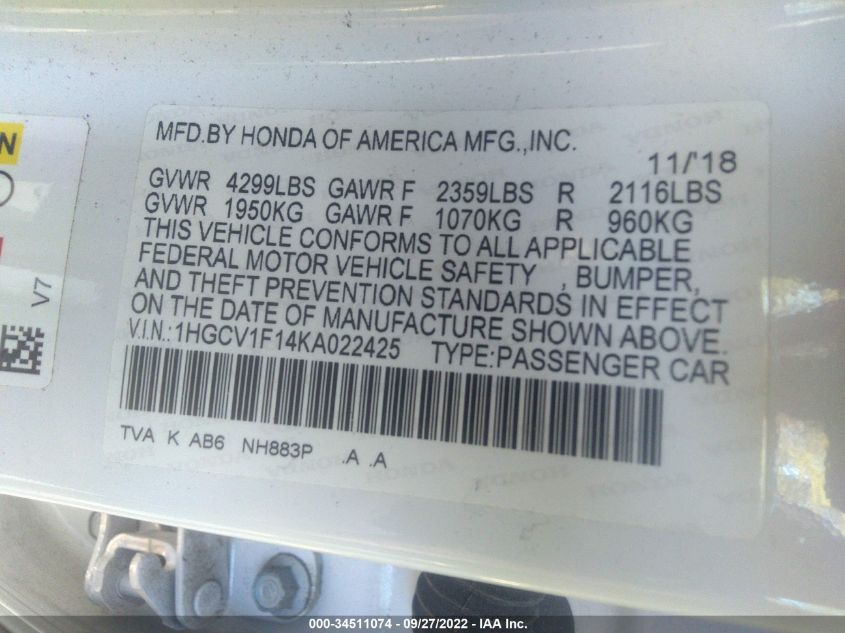 N
V7
MFD.BY HONDA OF AMERICA MFG.,INC.
11/'18
GVWR 4299LBS GAWR F 2359LBS R 2116LBS
GVWR 1950KG GAWR F 1070KG R 960KG
THIS VEHICLE CONFORMS TO ALL APPLICABLE
FEDERAL MOTOR VEHICLE SAFETY , BUMPER,
AND THEFT PREVENTION STANDARDS IN EFFECT
ON THE DATE OF MANUFACTURE SHOWN ABOVE.
V.I.N.:1HGCV1F14KA022425 TYPE:PASSENGER CAR
TVA K AB6 NH883P .A .A
000-34511074 / 09/27/2022 - IAA Inc.